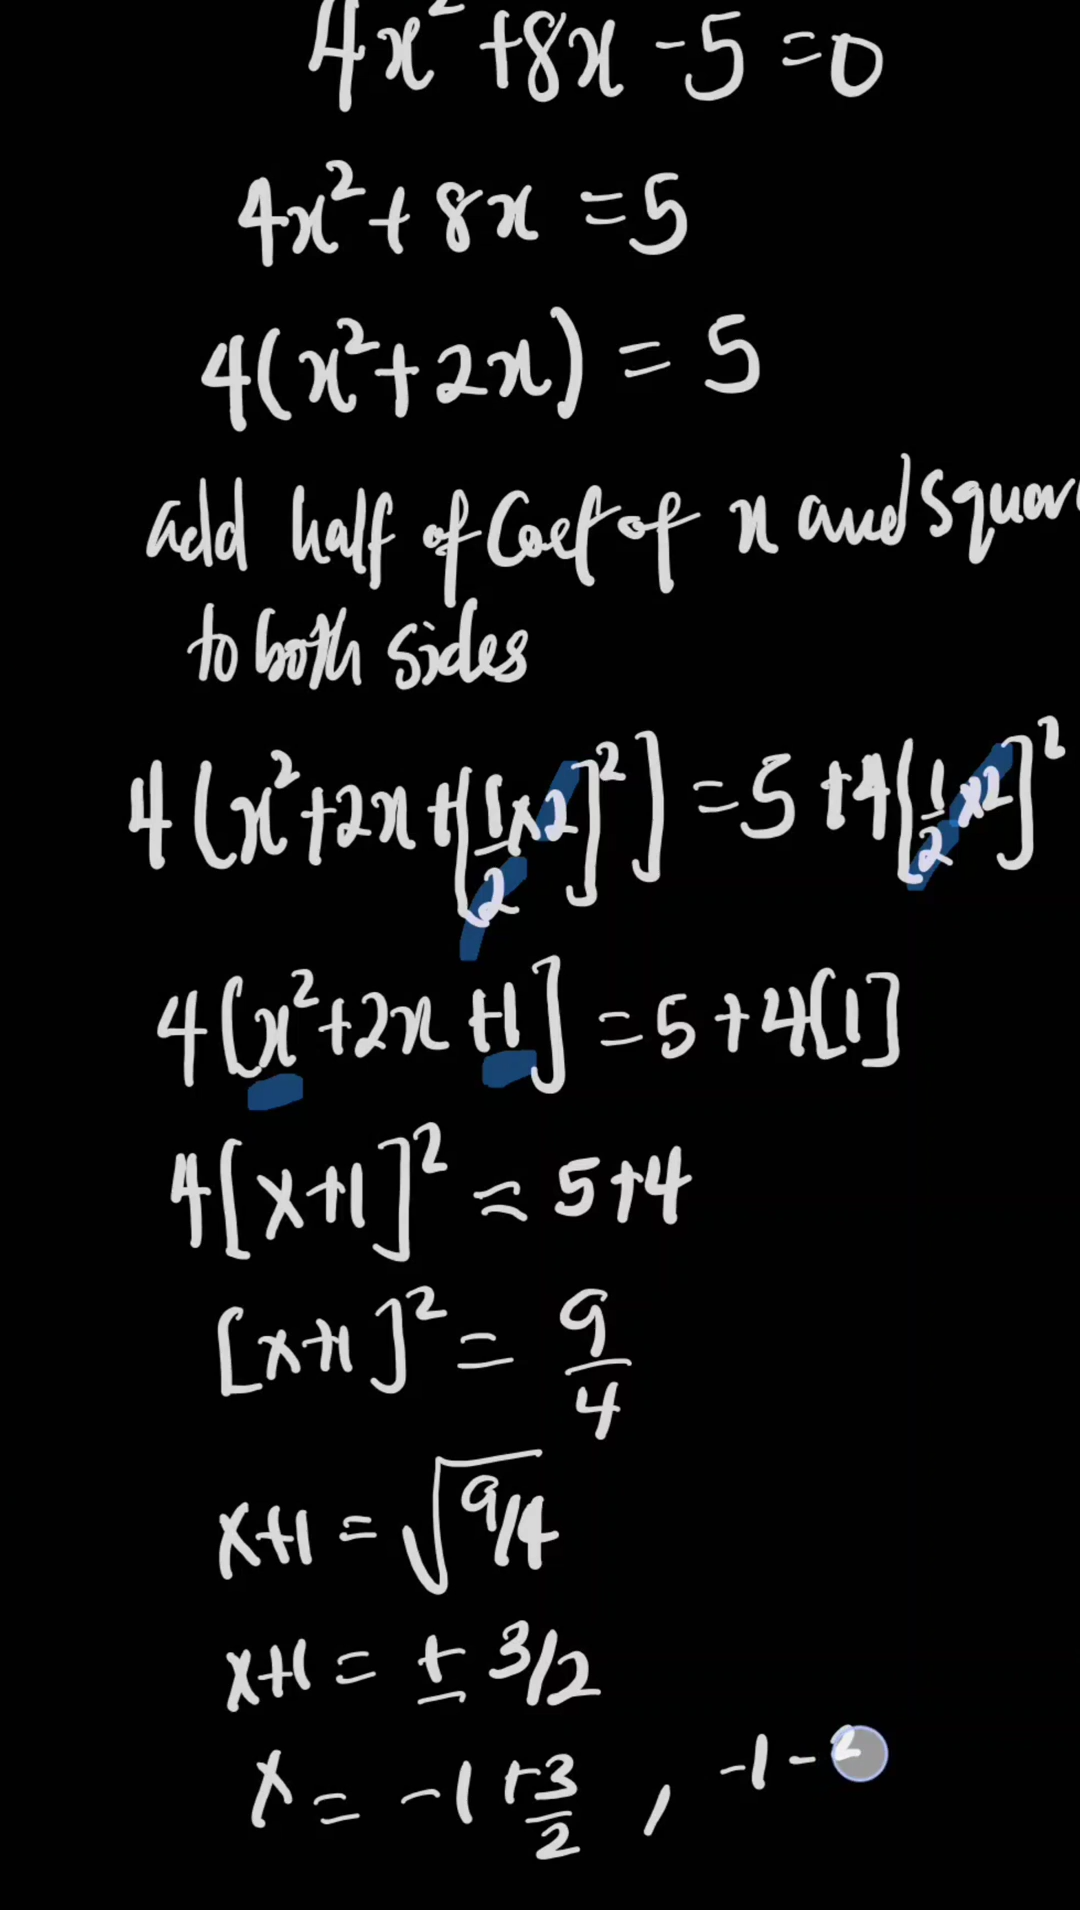 4x² +8x -5 =0
4x² + 8x = 5
4(x²+2x) = 5
add half of Coef of x and square
to both sides
4(x²+2x+[1/2 x2]²] = 5 +4[1/2 x2]²
4[x²+2x +1] = 5+4[1]
4[x+1]² = 5+4
[x+1]² = 9/4
x+1 = √9/4
x+1 = ± 3/2
x = -1 +3/2 , -1 -